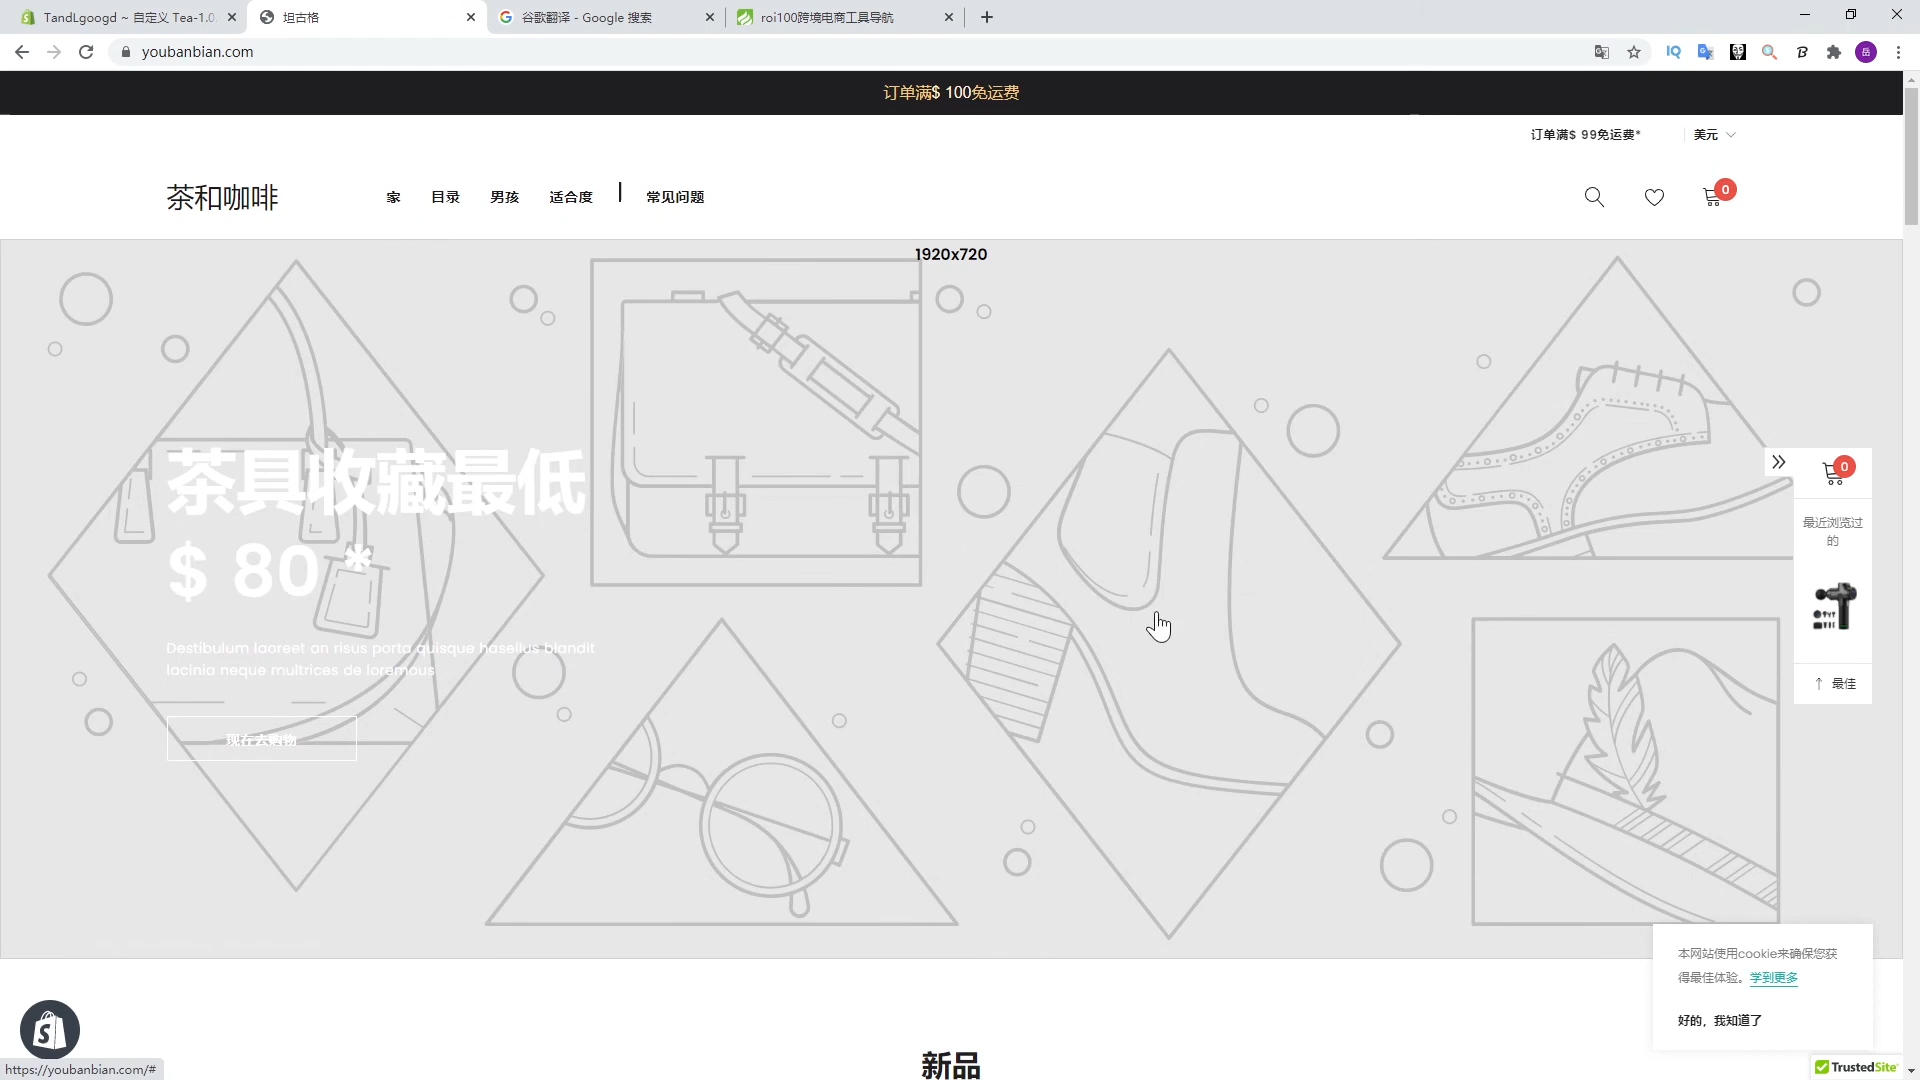 TandLgoogd ~ 自定义 Tea-1.0.
坦古格
谷歌翻译 - Google 搜索
roi100跨境电商工具导航
youbanbian.com
订单满$ 100免运费
订单满$ 99免运费*
美元
茶和咖啡
家
目录
男孩
适合度
常见问题
0
1920x720
茶具收藏最低
$ 80 *
Destibulum laoreet an risus porta quisque hasellus blandit
lacinia neque multrices de loremous
现在去购物
0
最近浏览过
的
↑ 最佳
本网站使用cookie来确保您获
得最佳体验。学到更多
好的，我知道了
新品
https://youbanbian.com/#
TrustedSite